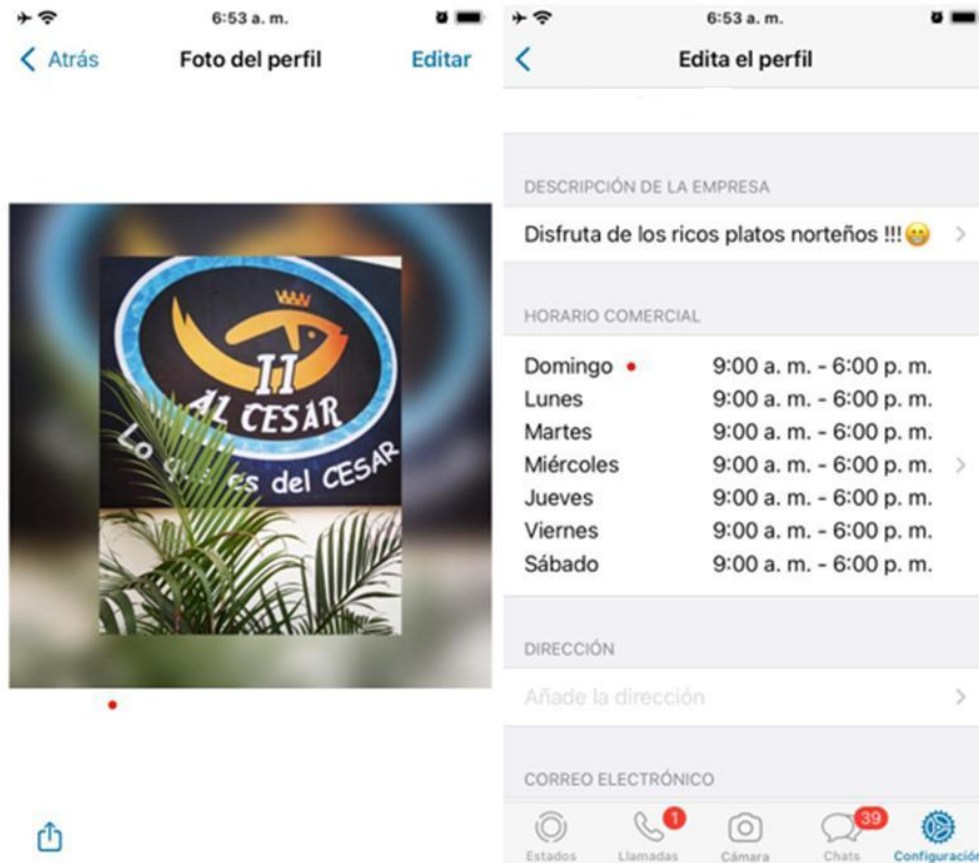 6:53 a. m.
Atrás
Foto del perfil
Editar
II
AL CESAR
Lo que es del CESAR
6:53 a. m.
Edita el perfil
DESCRIPCIÓN DE LA EMPRESA
Disfruta de los ricos platos norteños !!!😁
HORARIO COMERCIAL
Domingo 9:00 a. m. - 6:00 p. m.
Lunes 9:00 a. m. - 6:00 p. m.
Martes 9:00 a. m. - 6:00 p. m.
Miércoles 9:00 a. m. - 6:00 p. m.
Jueves 9:00 a. m. - 6:00 p. m.
Viernes 9:00 a. m. - 6:00 p. m.
Sábado 9:00 a. m. - 6:00 p. m.
DIRECCIÓN
Añade la dirección
CORREO ELECTRÓNICO
1
39
Estados Llamadas Cámara Chats Configuración